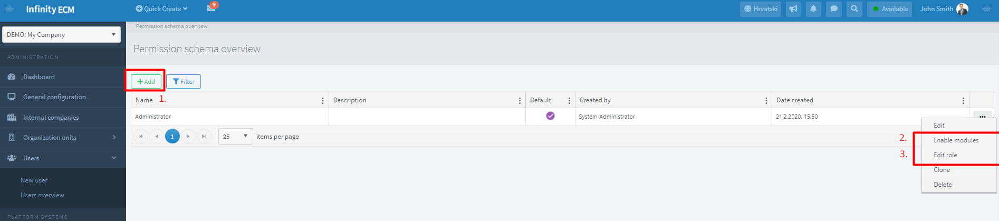 Infinity ECM
Quick Create
9
Hrvatski
Available
John Smith
DEMO: My Company
ADMINISTRATION
Dashboard
General configuration
Internal companies
Organization units
Users
New user
Users overview
PLATFORM SYSTEMS
Permission schema overview
Permission schema overview
+Add
Filter
1.
Name
Description
Default
Created by
Date created
Administrator
System Administrator
21.2.2020. 15:50
1
25
items per page
Edit
2.
Enable modules
3.
Edit role
Clone
Delete